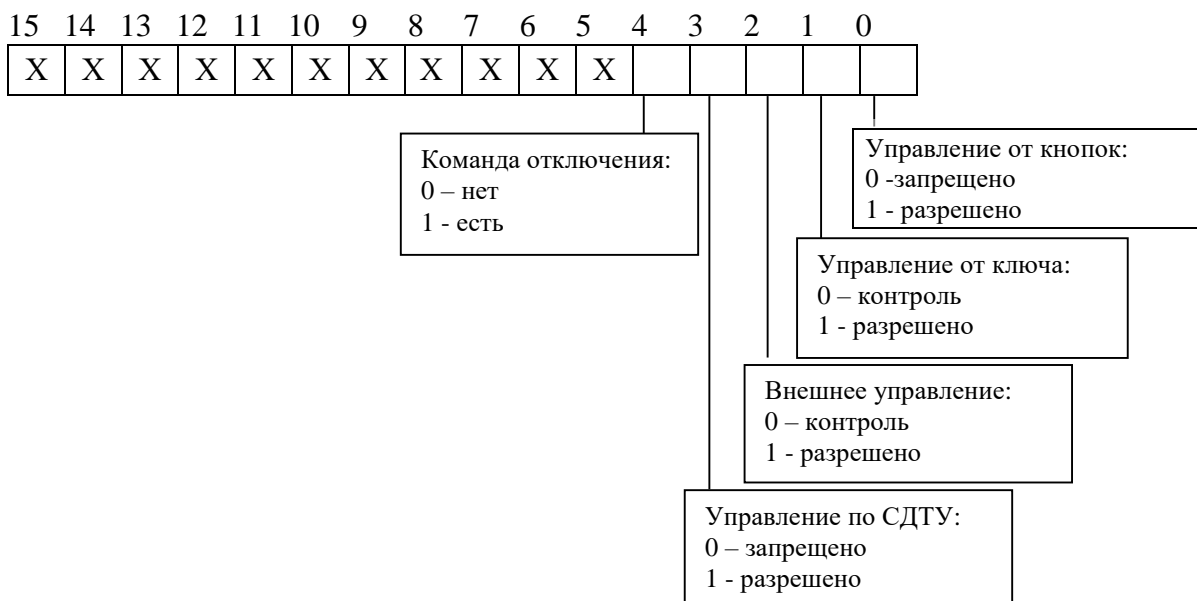 15 14 13 12 11 10 9 8 7 6 5 4 3 2 1 0
X X X X X X X X X X X
Команда отключения:
0 – нет
1 - есть
Управление от кнопок:
0 -запрещено
1 - разрешено
Управление от ключа:
0 – контроль
1 - разрешено
Внешнее управление:
0 – контроль
1 - разрешено
Управление по СДТУ:
0 – запрещено
1 - разрешено